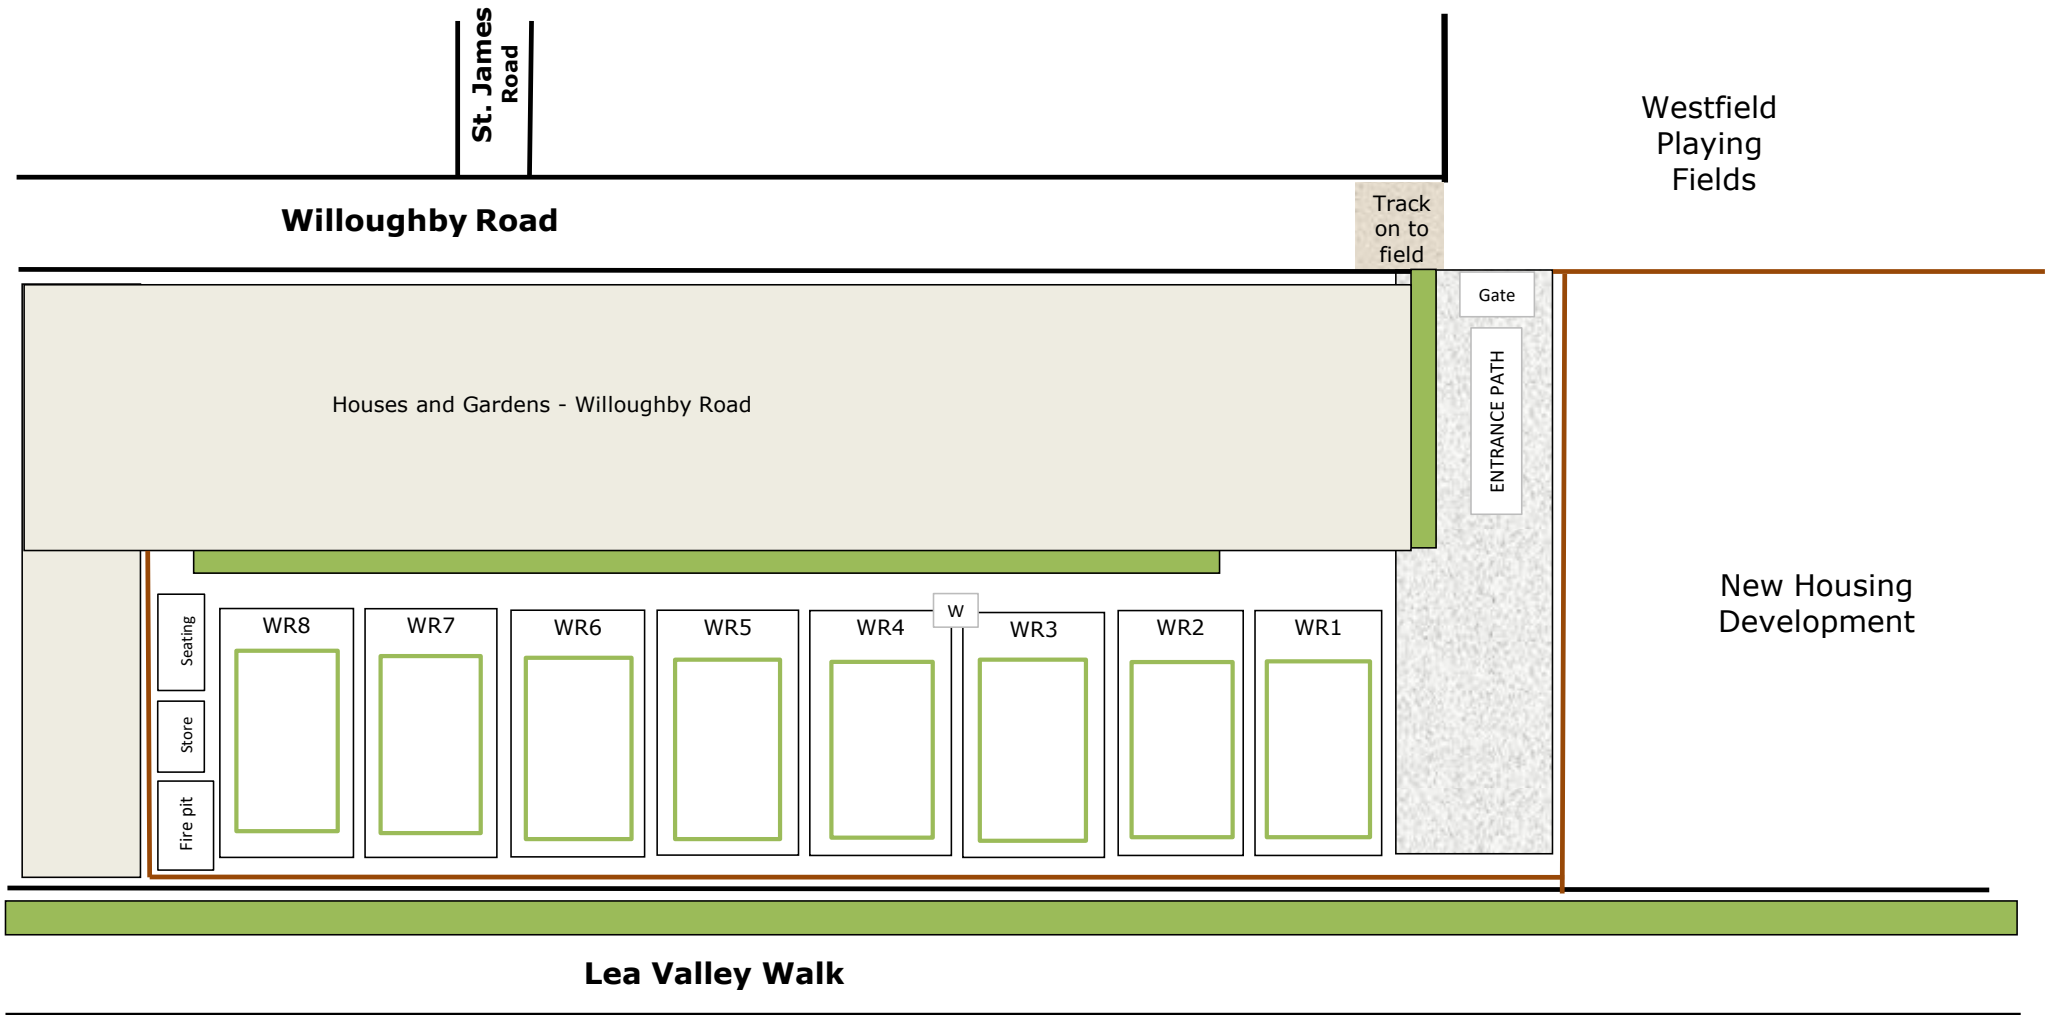 St. James
Road
Westfield
Playing
Fields
Willoughby Road
Track
on to
field
Gate
ENTRANCE PATH
Houses and Gardens - Willoughby Road
New Housing
Development
Seating
Store
Fire pit
WR8
WR7
WR6
WR5
WR4
W
WR3
WR2
WR1
Lea Valley Walk